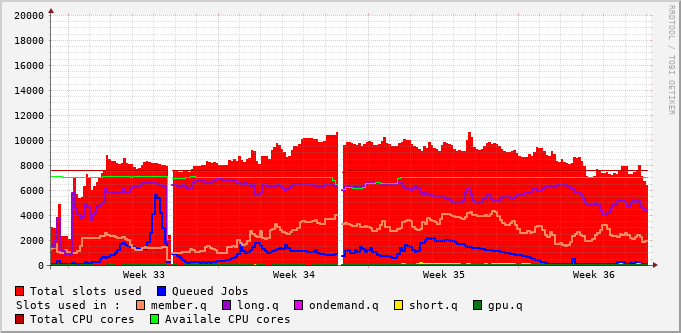 20000
18000
16000
14000
12000
10000
8000
6000
4000
2000
0
Week 33 Week 34 Week 35 Week 36
RRDTOOL / TOBI OETIKER
Total slots used Queued Jobs
Slots used in : member.q long.q ondemand.q short.q gpu.q
Total CPU cores Availale CPU cores